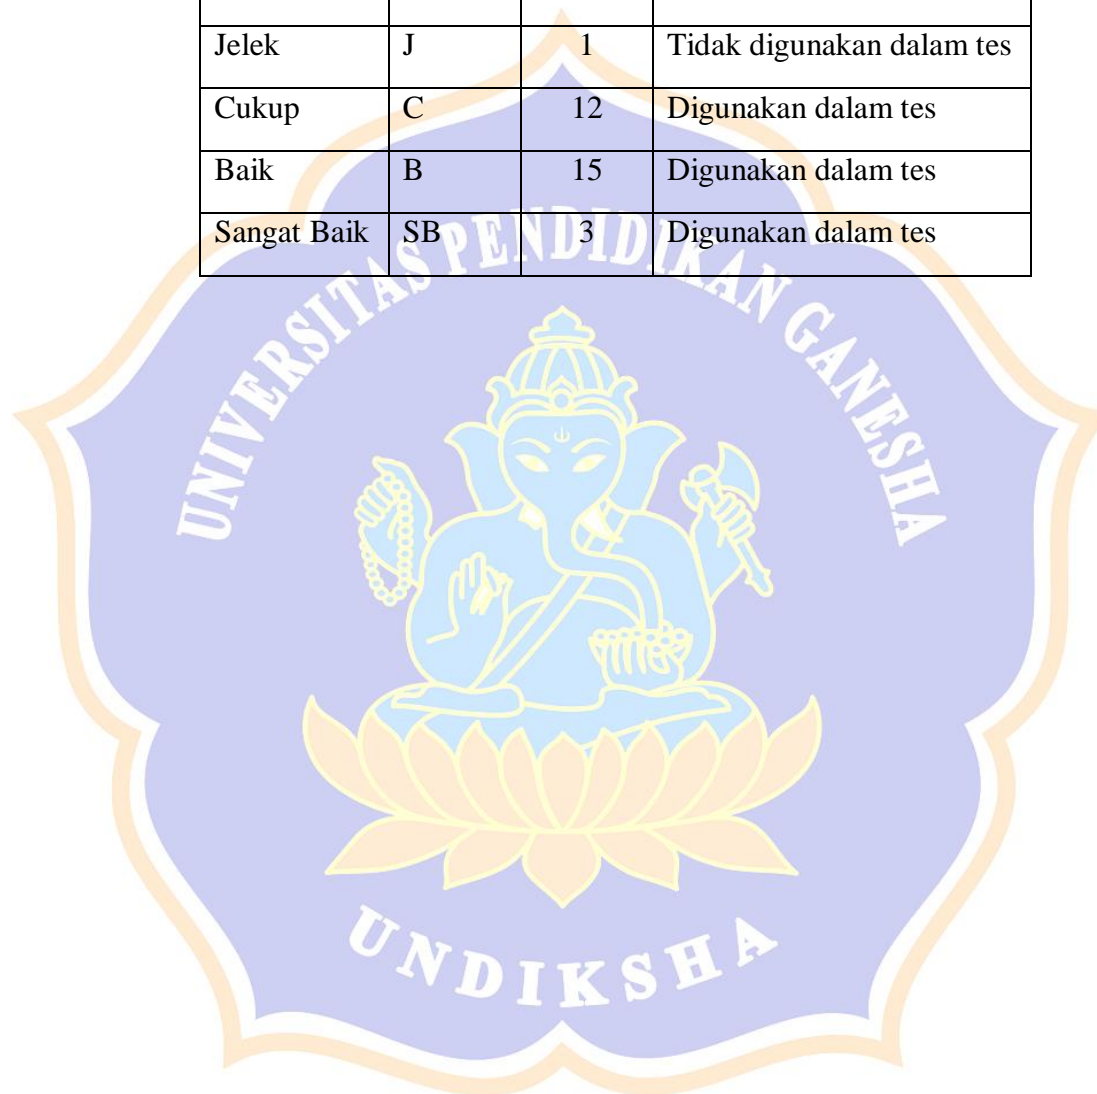 Jelek J 1 Tidak digunakan dalam tes
Cukup C 12 Digunakan dalam tes
Baik B 15 Digunakan dalam tes
Sangat Baik SB 3 Digunakan dalam tes
UNIVERSITAS PENDIDIKAN GANESHA
UNDIKSHA